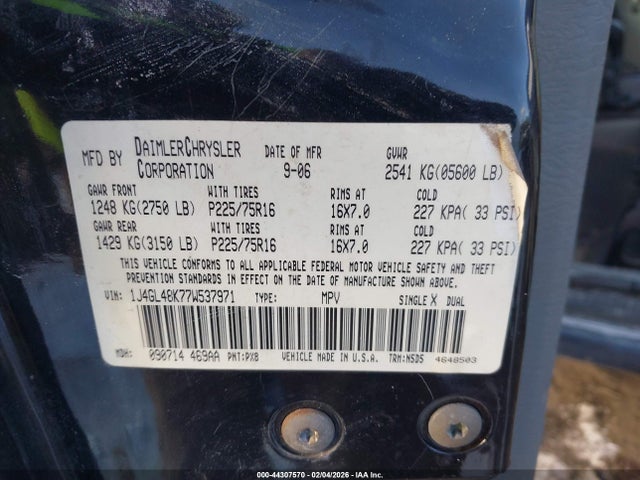 MFD BY DAIMLERCHRYSLER CORPORATION DATE OF MFR 9-06 GVWR 2541 KG(05600 LB)
GAWR FRONT WITH TIRES RIMS AT COLD
1248 KG(2750 LB) P225/75R16 16X7.0 227 KPA( 33 PSI)
GAWR REAR WITH TIRES RIMS AT COLD
1429 KG(3150 LB) P225/75R16 16X7.0 227 KPA( 33 PSI)
THIS VEHICLE CONFORMS TO ALL APPLICABLE FEDERAL MOTOR VEHICLE SAFETY AND THEFT
PREVENTION STANDARDS IN EFFECT ON THE DATE OF MANUFACTURE SHOWN ABOVE.
VIN: 1J4GL48K77W537971 TYPE: MPV SINGLE X DUAL
MDH: 090714 469AA PNT:PX8 VEHICLE MADE IN U.S.A. TRM:N5D5 4648503
000-44307570 - 02/04/2026 - IAA Inc.